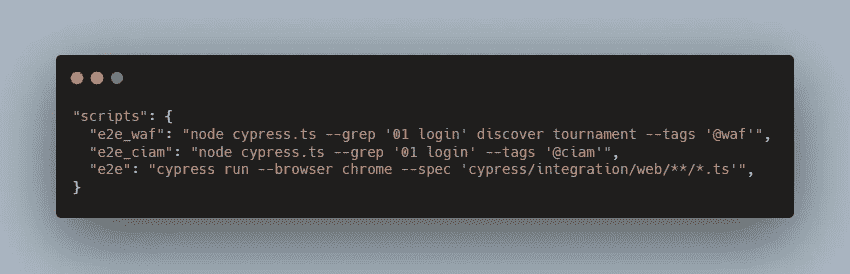 "scripts": {
"e2e_waf": "node cypress.ts --grep '01 login' discover tournament --tags '@waf'",
"e2e_ciam": "node cypress.ts --grep '01 login' --tags '@ciam'",
"e2e": "cypress run --browser chrome --spec 'cypress/integration/web/**/*.ts'",
}